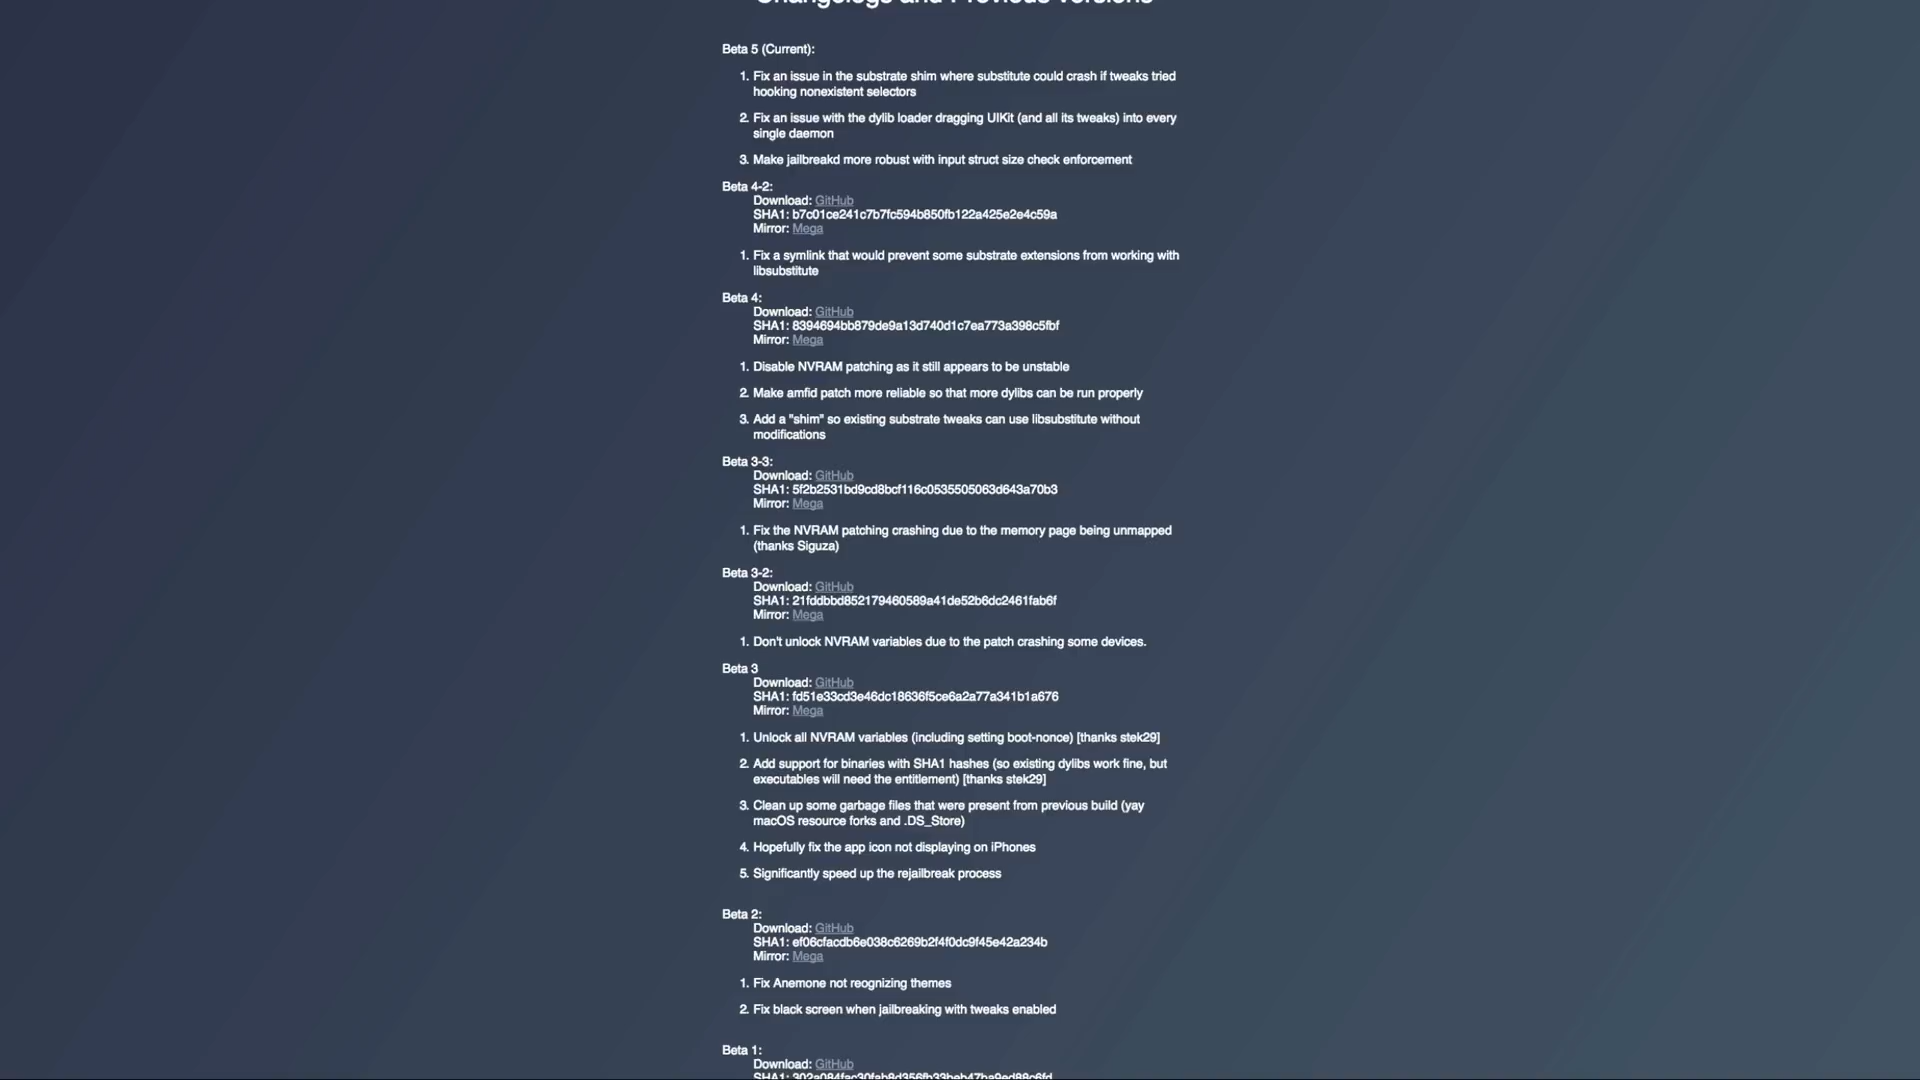 Changelogs and Previous Versions
Beta 5 (Current):
1. Fix an issue in the substrate shim where substitute could crash if tweaks tried
hooking nonexistent selectors
2. Fix an issue with the dylib loader dragging UIKit (and all its tweaks) into every
single daemon
3. Make jailbreakd more robust with input struct size check enforcement
Beta 4-2:
Download: GitHub
SHA1: b7c01ce241c7b7fc594b850fb122a425e2e4c59a
Mirror: Mega
1. Fix a symlink that would prevent some substrate extensions from working with
libsubstitute
Beta 4:
Download: GitHub
SHA1: 8394694bb879de9a13d740d1c7ea773a398c5fbf
Mirror: Mega
1. Disable NVRAM patching as it still appears to be unstable
2. Make amfid patch more reliable so that more dylibs can be run properly
3. Add a "shim" so existing substrate tweaks can use libsubstitute without
modifications
Beta 3-3:
Download: GitHub
SHA1: 5f2b2531bd9cd8bcf116c0535505063d643a70b3
Mirror: Mega
1. Fix the NVRAM patching crashing due to the memory page being unmapped
(thanks Siguza)
Beta 3-2:
Download: GitHub
SHA1: 21fddbbd852179460589a41de52b6dc2461fab6f
Mirror: Mega
1. Don't unlock NVRAM variables due to the patch crashing some devices.
Beta 3
Download: GitHub
SHA1: fd51e33cd3e46dc18636f5ce6a2a77a341b1a676
Mirror: Mega
1. Unlock all NVRAM variables (including setting boot-nonce) [thanks stek29]
2. Add support for binaries with SHA1 hashes (so existing dylibs work fine, but
executables will need the entitlement) [thanks stek29]
3. Clean up some garbage files that were present from previous build (yay
macOS resource forks and .DS_Store)
4. Hopefully fix the app icon not displaying on iPhones
5. Significantly speed up the rejailbreak process
Beta 2:
Download: GitHub
SHA1: ef06cfacdb6e038c6269b2f4f0dc9f45e42a234b
Mirror: Mega
1. Fix Anemone not reognizing themes
2. Fix black screen when jailbreaking with tweaks enabled
Beta 1:
Download: GitHub
SHA1: 302a084fac30fab8d356fb33beb47ba9ed88c6fd